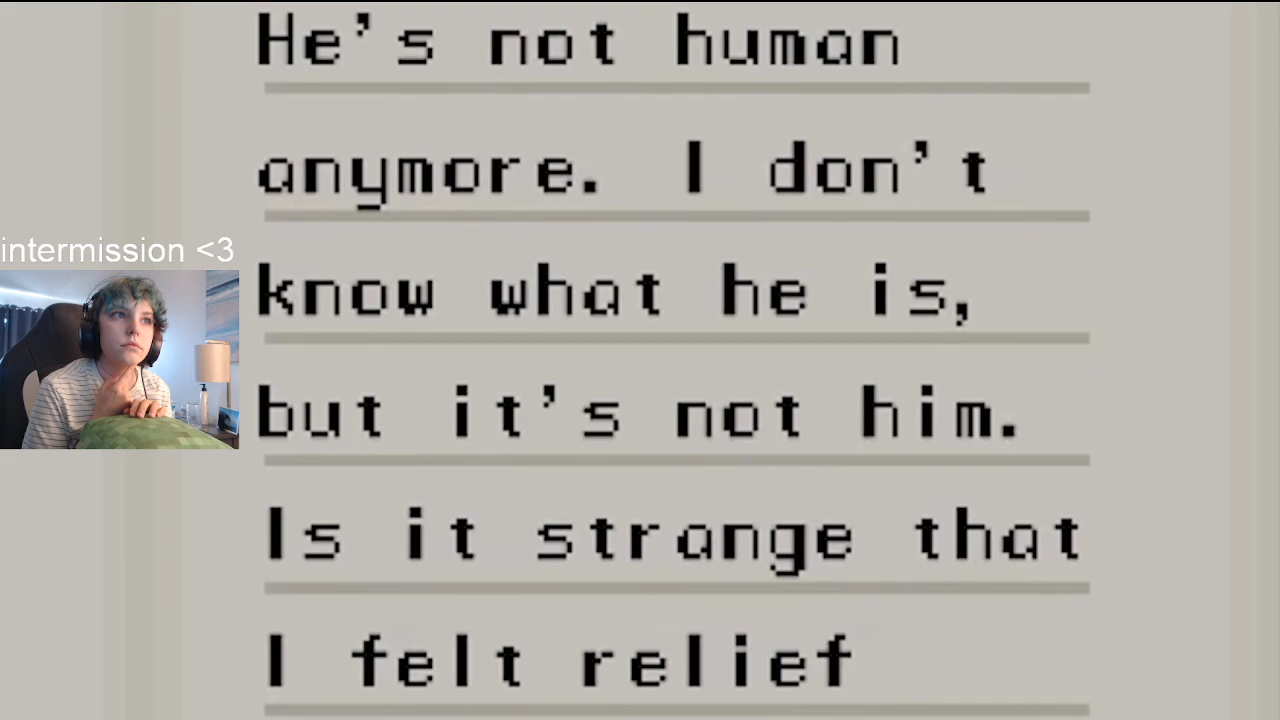 He's not human
anymore. I don't
know what he is,
but it's not him.
Is it strange that
I felt relief
intermission <3